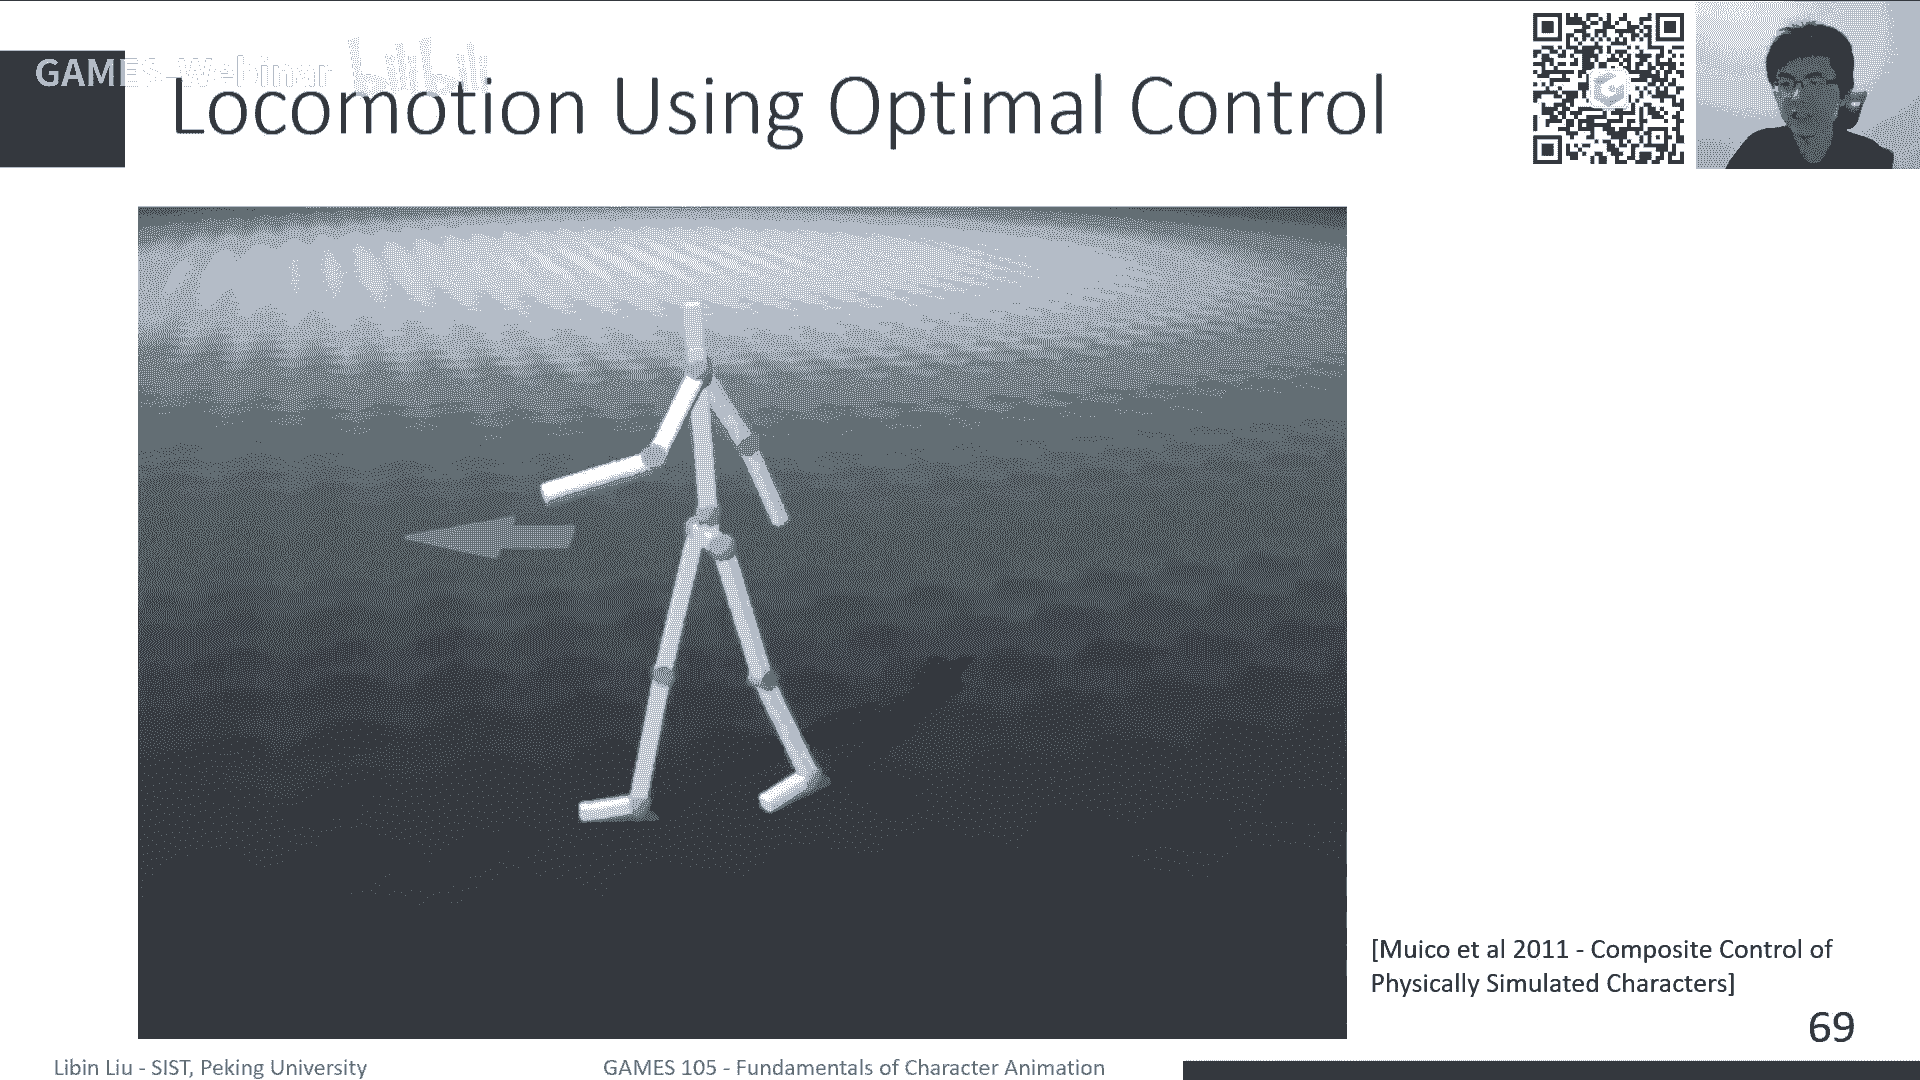 GAMES-Webinar bilibili
Locomotion Using Optimal Control
[Muico et al 2011 - Composite Control of
Physically Simulated Characters]
69
Libin Liu - SIST, Peking University
GAMES 105 - Fundamentals of Character Animation